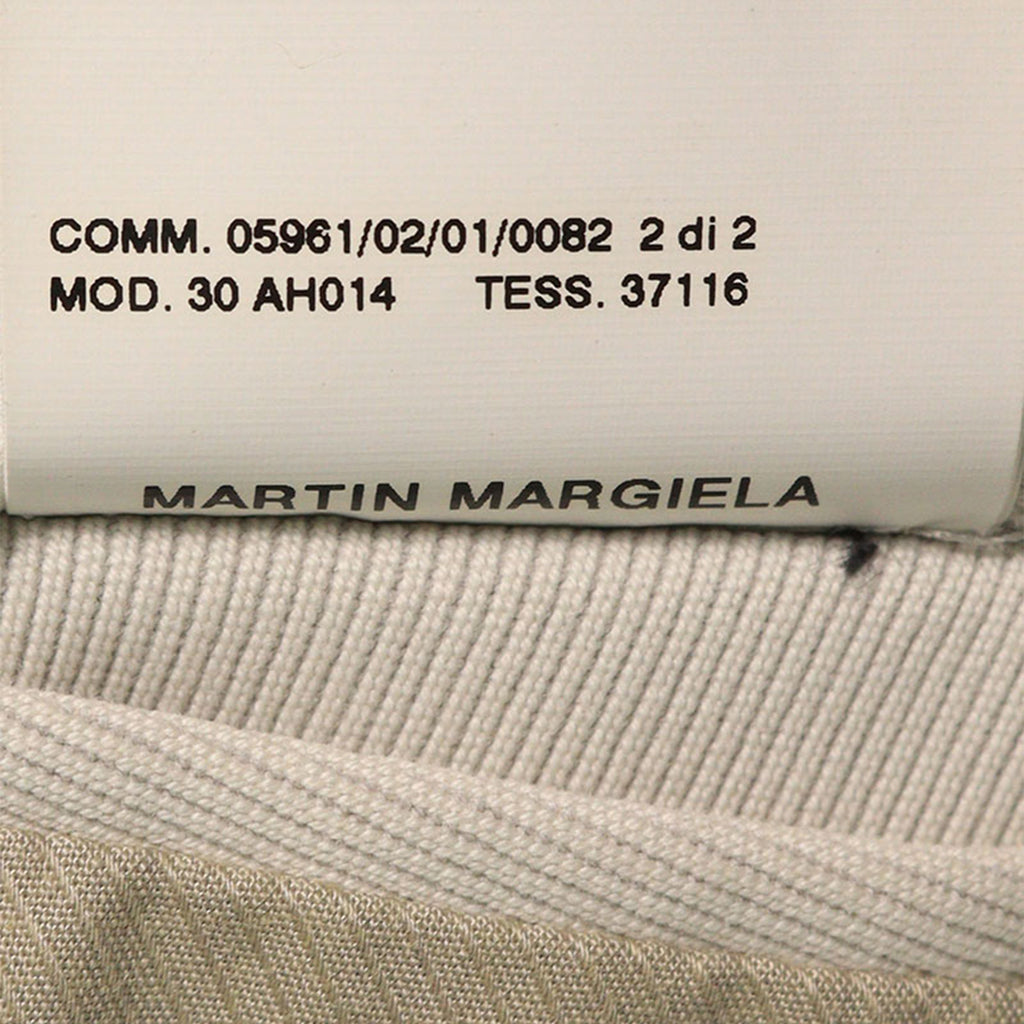 COMM. 05961/02/01/0082 2 di 2
MOD. 30 AH014 TESS. 37116
MARTIN MARGIELA